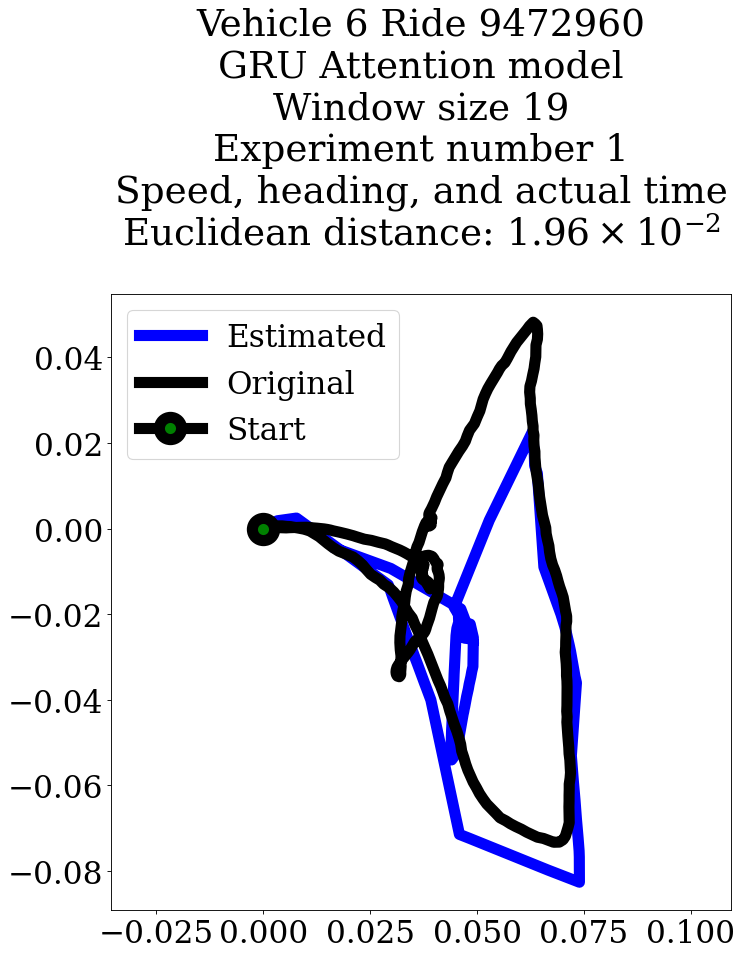 Vehicle 6 Ride 9472960
GRU Attention model
Window size 19
Experiment number 1
Speed, heading, and actual time
Euclidean distance: 1.96 × 10⁻²
Estimated
Original
Start
0.04
0.02
0.00
−0.02
−0.04
−0.06
−0.08
−0.025 0.000 0.025 0.050 0.075 0.100